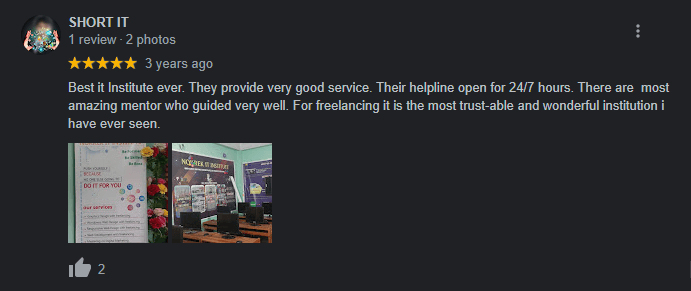 SHORT IT
1 review · 2 photos
3 years ago
Best it Institute ever. They provide very good service. Their helpline open for 24/7 hours. There are most
amazing mentor who guided very well. For freelancing it is the most trust-able and wonderful institution i
have ever seen.
BECAUSE
DO IT FOR YOU
our services
IT INSTITUTE
2